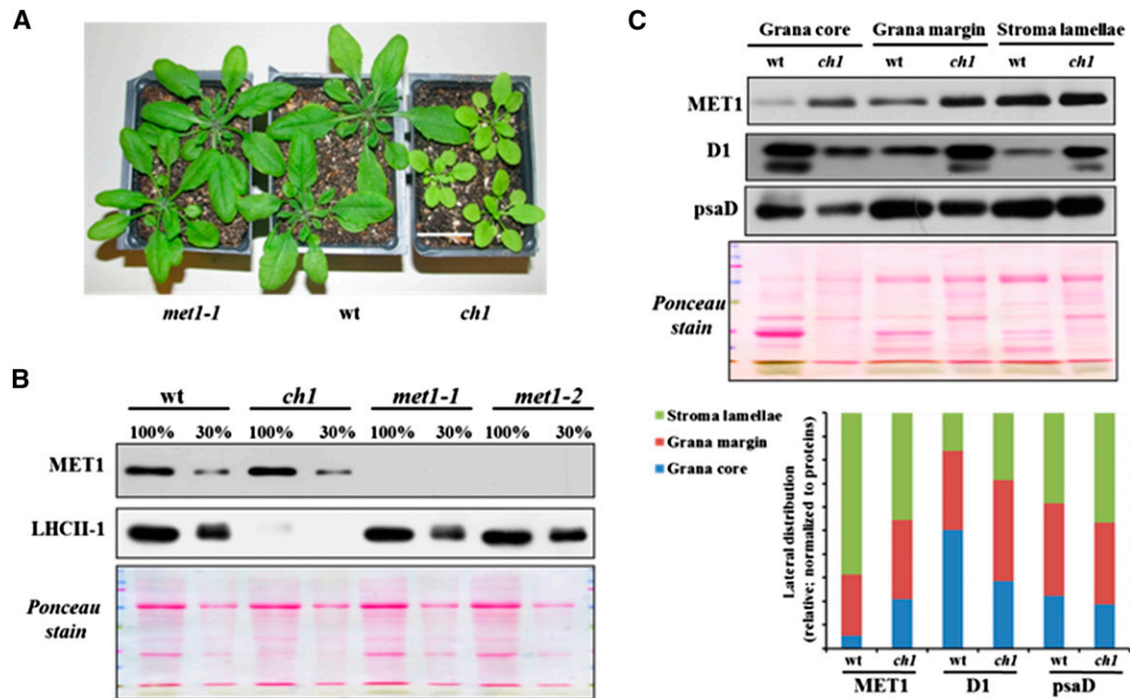 A
met1-1 wt ch1
B
wt ch1 met1-1 met1-2
100% 30% 100% 30% 100% 30% 100% 30%
MET1
LHCII-1
Ponceau
stain
C
Grana core Grana margin Stroma lamellae
wt ch1 wt ch1 wt ch1
MET1
D1
psaD
Ponceau
stain
Stroma lamellae
Grana margin
Grana core
Lateral distribution
(relative; normalized to proteins)
wt ch1 wt ch1 wt ch1
MET1 D1 psaD